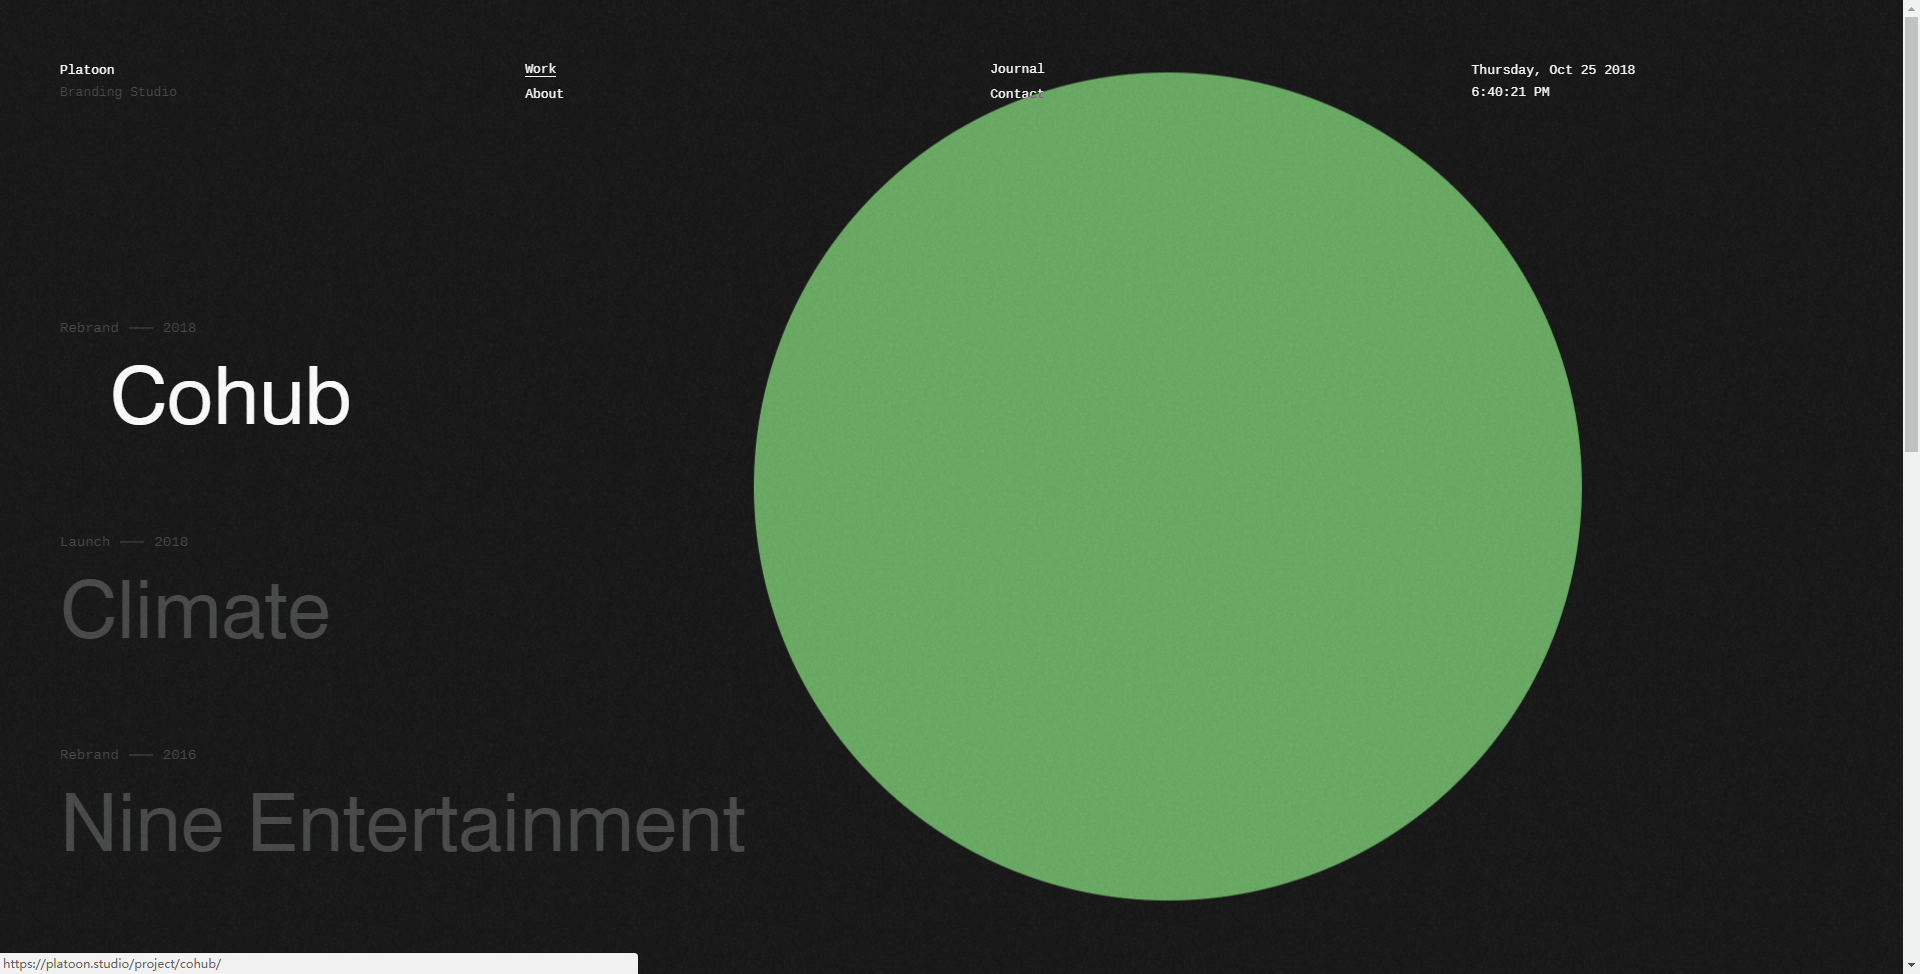 Platoon
Branding Studio
Work
About
Journal
Contact
Thursday, Oct 25 2018
6:40:21 PM
Rebrand —— 2018
Cohub
Launch —— 2018
Climate
Rebrand —— 2016
Nine Entertainment
https://platoon.studio/project/cohub/